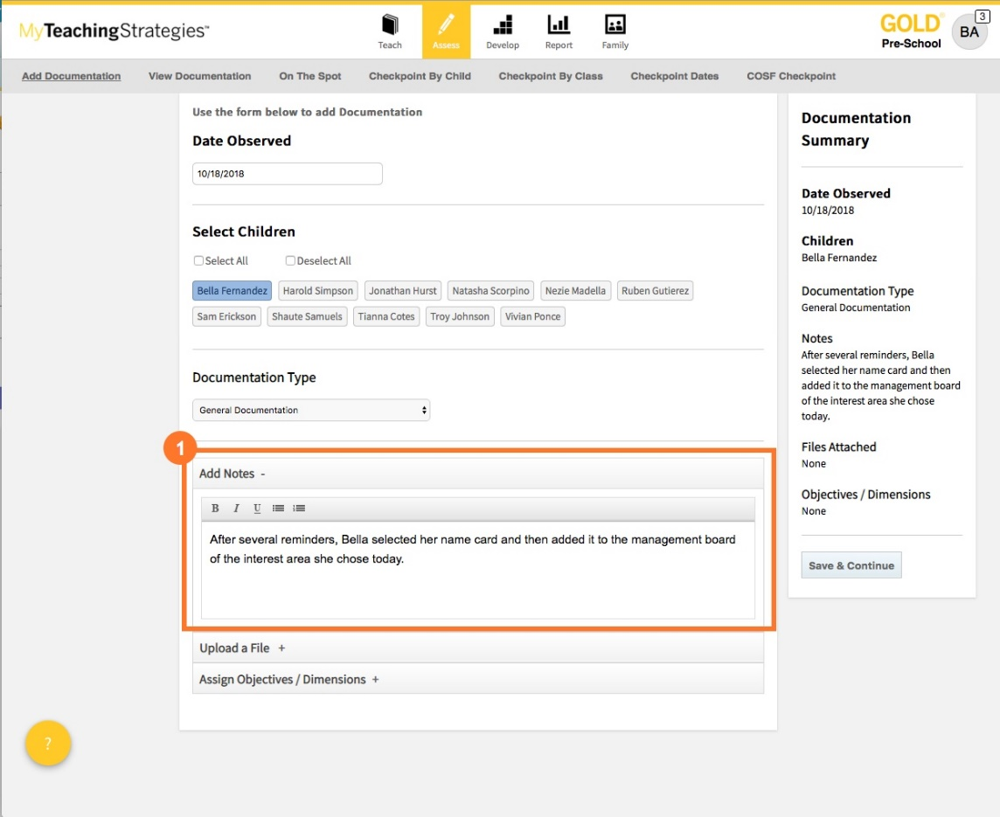 MyTeachingStrategies™
Teach
Assess
Develop
Report
Family
GOLD®
Pre-School
BA
3
Add Documentation View Documentation On The Spot Checkpoint By Child Checkpoint By Class Checkpoint Dates COSF Checkpoint
Use the form below to add Documentation
Date Observed
10/18/2018
Select Children
Select All Deselect All
Bella Fernandez Harold Simpson Jonathan Hurst Natasha Scorpino Nezie Madella Ruben Gutierez
Sam Erickson Shaute Samuels Tianna Cotes Troy Johnson Vivian Ponce
Documentation Type
General Documentation
1
Add Notes -
B I U
After several reminders, Bella selected her name card and then added it to the management board
of the interest area she chose today.
Upload a File +
Assign Objectives / Dimensions +
?
Documentation
Summary
Date Observed
10/18/2018
Children
Bella Fernandez
Documentation Type
General Documentation
Notes
After several reminders, Bella
selected her name card and then
added it to the management board
of the interest area she chose
today.
Files Attached
None
Objectives / Dimensions
None
Save & Continue